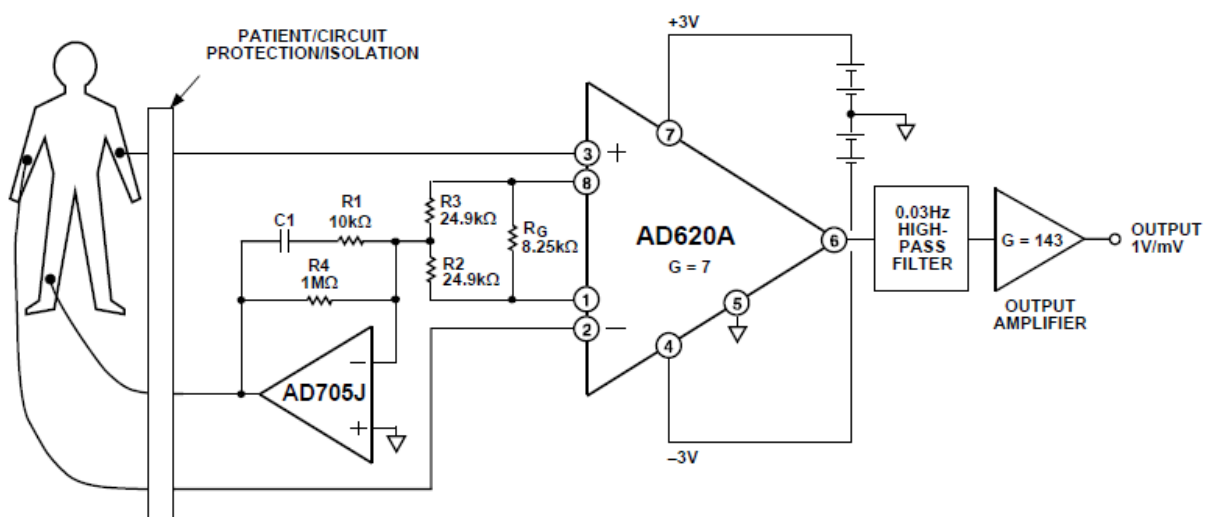 PATIENT/CIRCUIT
PROTECTION/ISOLATION
+3V
7
3
+
8
R1
10kΩ
C1
R3
24.9kΩ
RG
8.25kΩ
R4
1MΩ
R2
24.9kΩ
AD620A
G = 7
6
0.03Hz
HIGH-
PASS
FILTER
G = 143
OUTPUT
1V/mV
OUTPUT
AMPLIFIER
1
2
–
5
4
–
AD705J
+
–3V